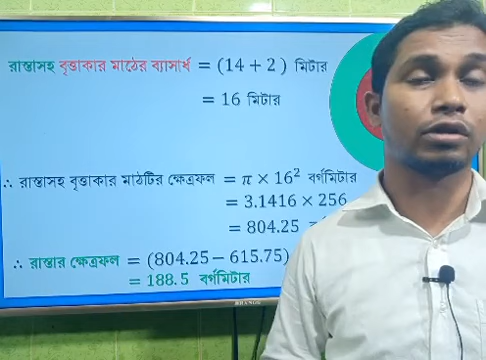 রাস্তাসহ বৃত্তাকার মাঠের ব্যাসার্ধ = (14 + 2 ) মিটার
= 16 মিটার
∴ রাস্তাসহ বৃত্তাকার মাঠটির ক্ষেত্রফল = π × 16² বর্গমিটার
= 3.1416 × 256
= 804.25
∴ রাস্তার ক্ষেত্রফল = (804.25 − 615.75)
= 188.5 বর্গমিটার